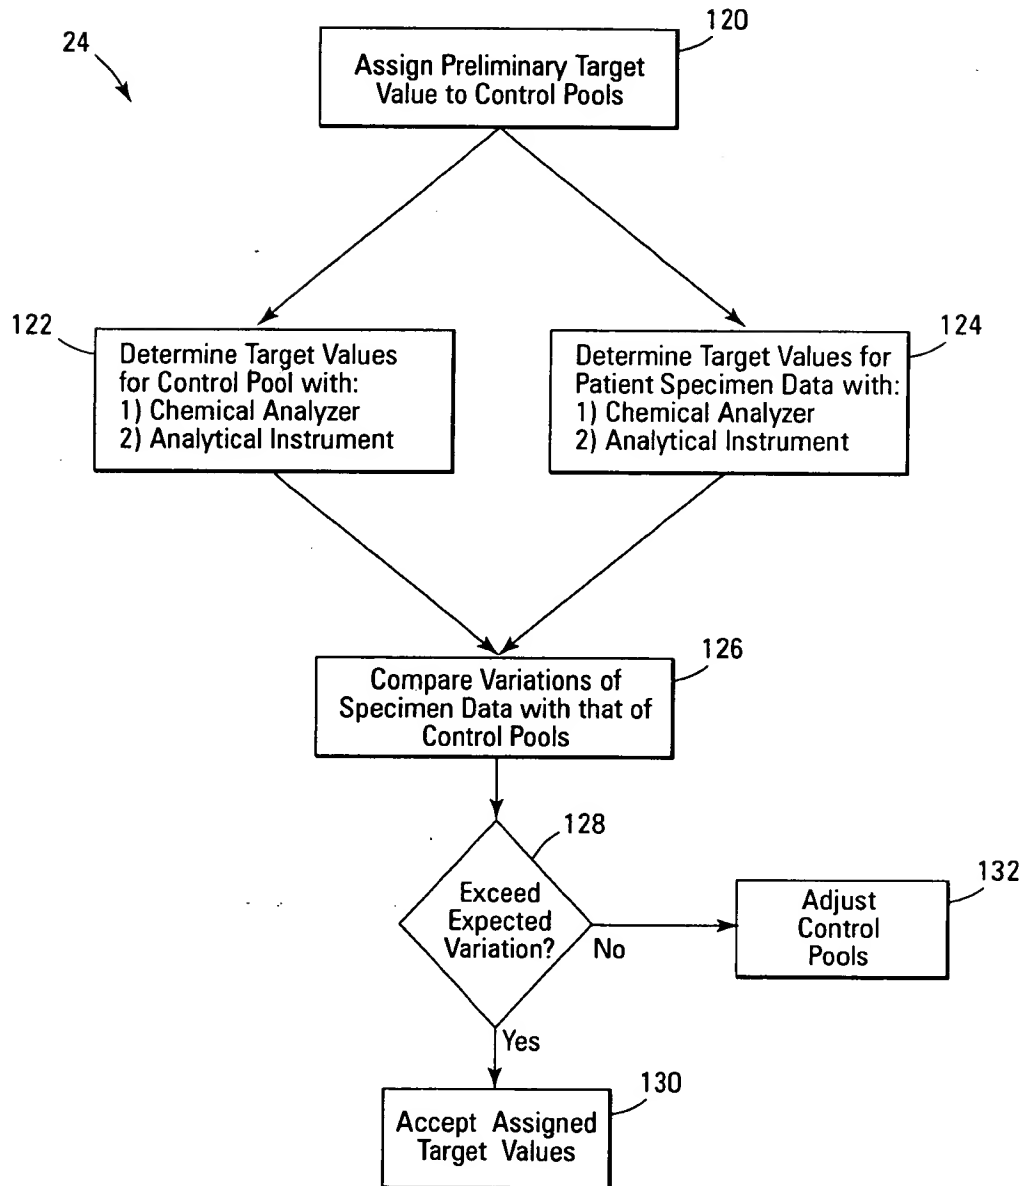 24
120
Assign Preliminary Target
Value to Control Pools
122
Determine Target Values
for Control Pool with:
1) Chemical Analyzer
2) Analytical Instrument
124
Determine Target Values for
Patient Specimen Data with:
1) Chemical Analyzer
2) Analytical Instrument
126
Compare Variations of
Specimen Data with that of
Control Pools
128
Exceed
Expected
Variation?
No
132
Adjust
Control
Pools
Yes
130
Accept Assigned
Target Values